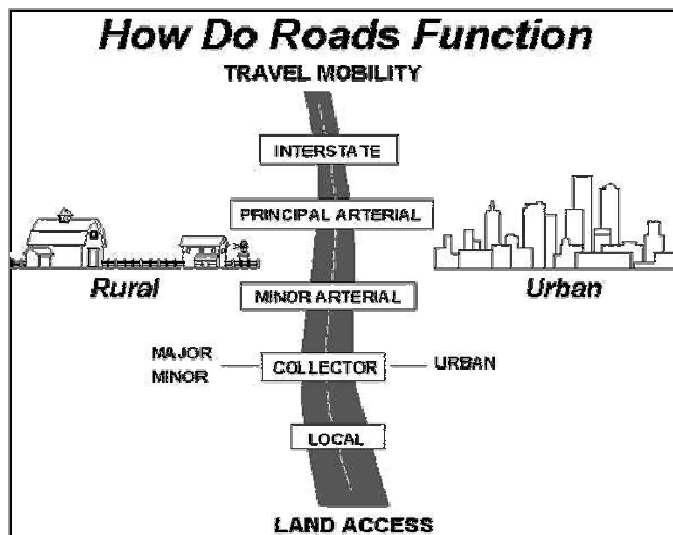 How Do Roads Function
TRAVEL MOBILITY
INTERSTATE
PRINCIPAL ARTERIAL
Rural
Urban
MINOR ARTERIAL
MAJOR
MINOR
COLLECTOR
URBAN
LOCAL
LAND ACCESS